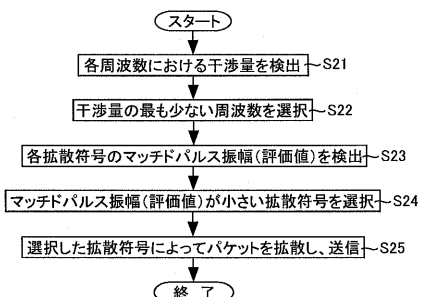 スタート
各周波数における干渉量を検出 S21
干渉量の最も少ない周波数を選択 S22
各拡散符号のマッチドパルス振幅(評価値)を検出 S23
マッチドパルス振幅(評価値)が小さい拡散符号を選択 S24
選択した拡散符号によってパケットを拡散し、送信 S25
終了